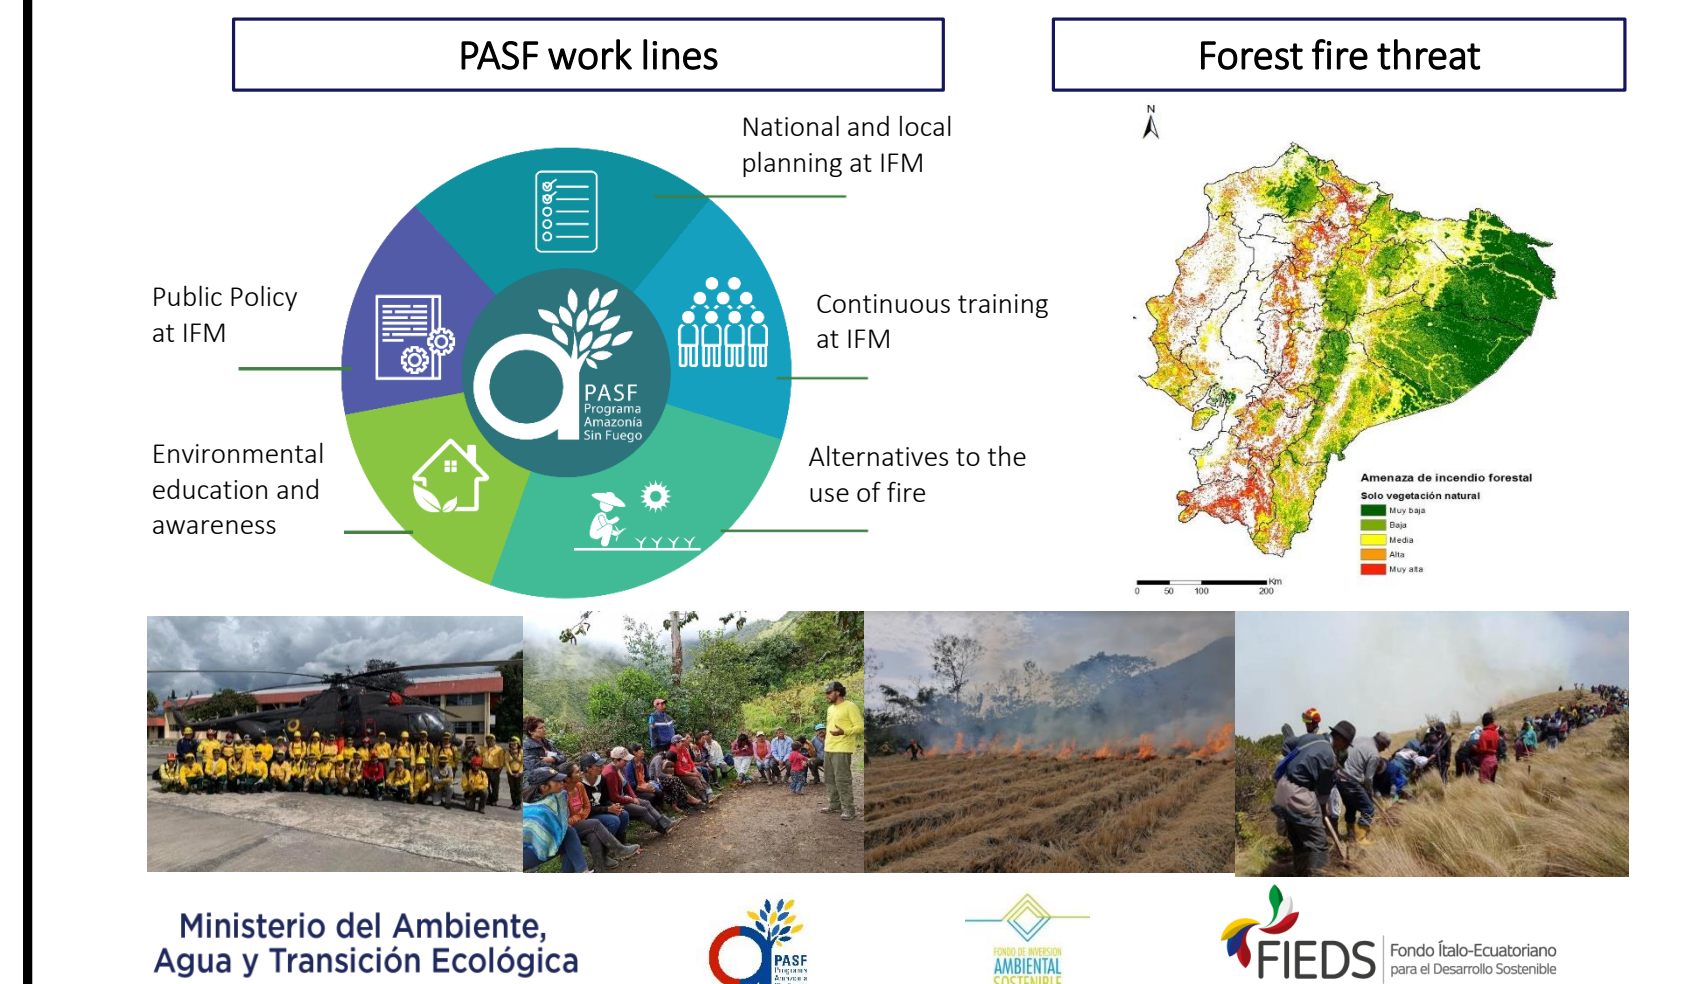 PASF work lines
Forest fire threat
National and local
planning at IFM
Public Policy
at IFM
Continuous training
at IFM
Environmental
education and
awareness
Alternatives to the
use of fire
PASF
Programa
Amazonía
Sin Fuego
N
Amenaza de incendio forestal
Solo vegetación natural
Muy baja
Baja
Media
Alta
Muy alta
Km
0 50 100 200
Ministerio del Ambiente,
Agua y Transición Ecológica
PASF
Programa
Amazonía
FONDO DE INVERSIÓN
AMBIENTAL
SOSTENIBLE
FIEDS
Fondo Ítalo-Ecuatoriano
para el Desarrollo Sostenible